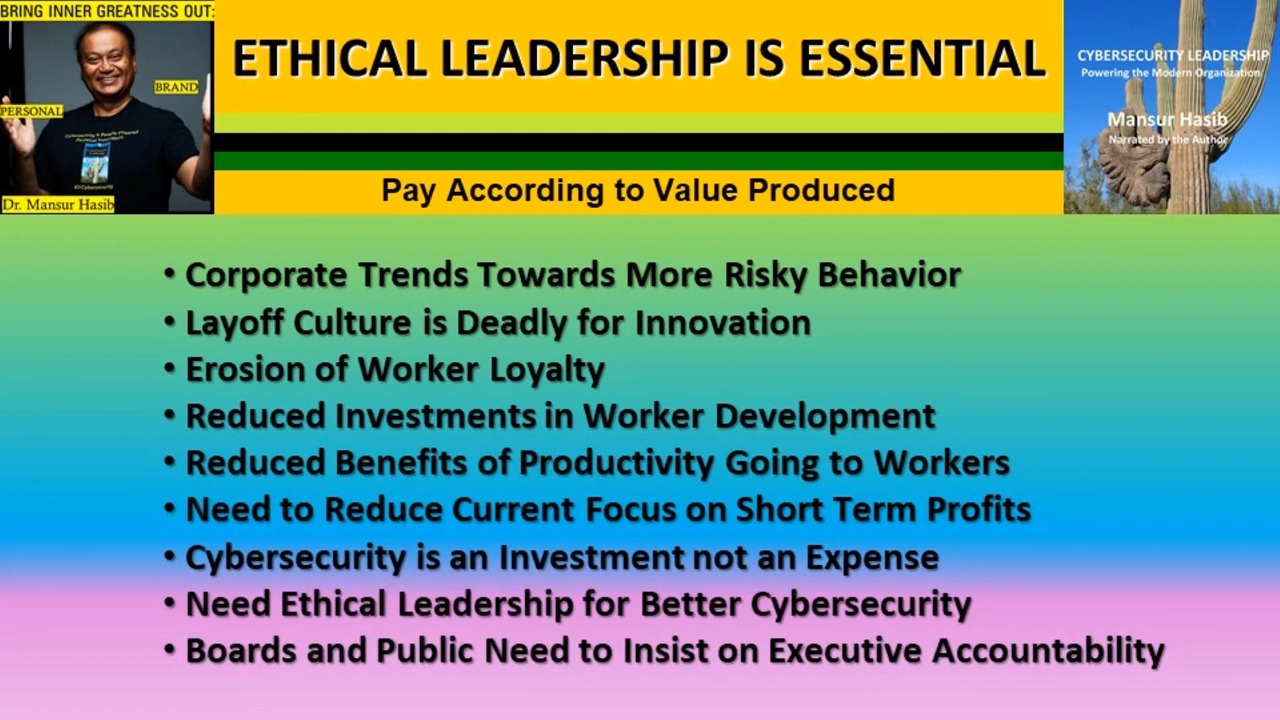 BRING INNER GREATNESS OUT:
BRAND
PERSONAL
Dr. Mansur Hasib
ETHICAL LEADERSHIP IS ESSENTIAL
Pay According to Value Produced
CYBERSECURITY LEADERSHIP
Powering the Modern Organization
Mansur Hasib
Narrated by the Author
• Corporate Trends Towards More Risky Behavior
• Layoff Culture is Deadly for Innovation
• Erosion of Worker Loyalty
• Reduced Investments in Worker Development
• Reduced Benefits of Productivity Going to Workers
• Need to Reduce Current Focus on Short Term Profits
• Cybersecurity is an Investment not an Expense
• Need Ethical Leadership for Better Cybersecurity
• Boards and Public Need to Insist on Executive Accountability